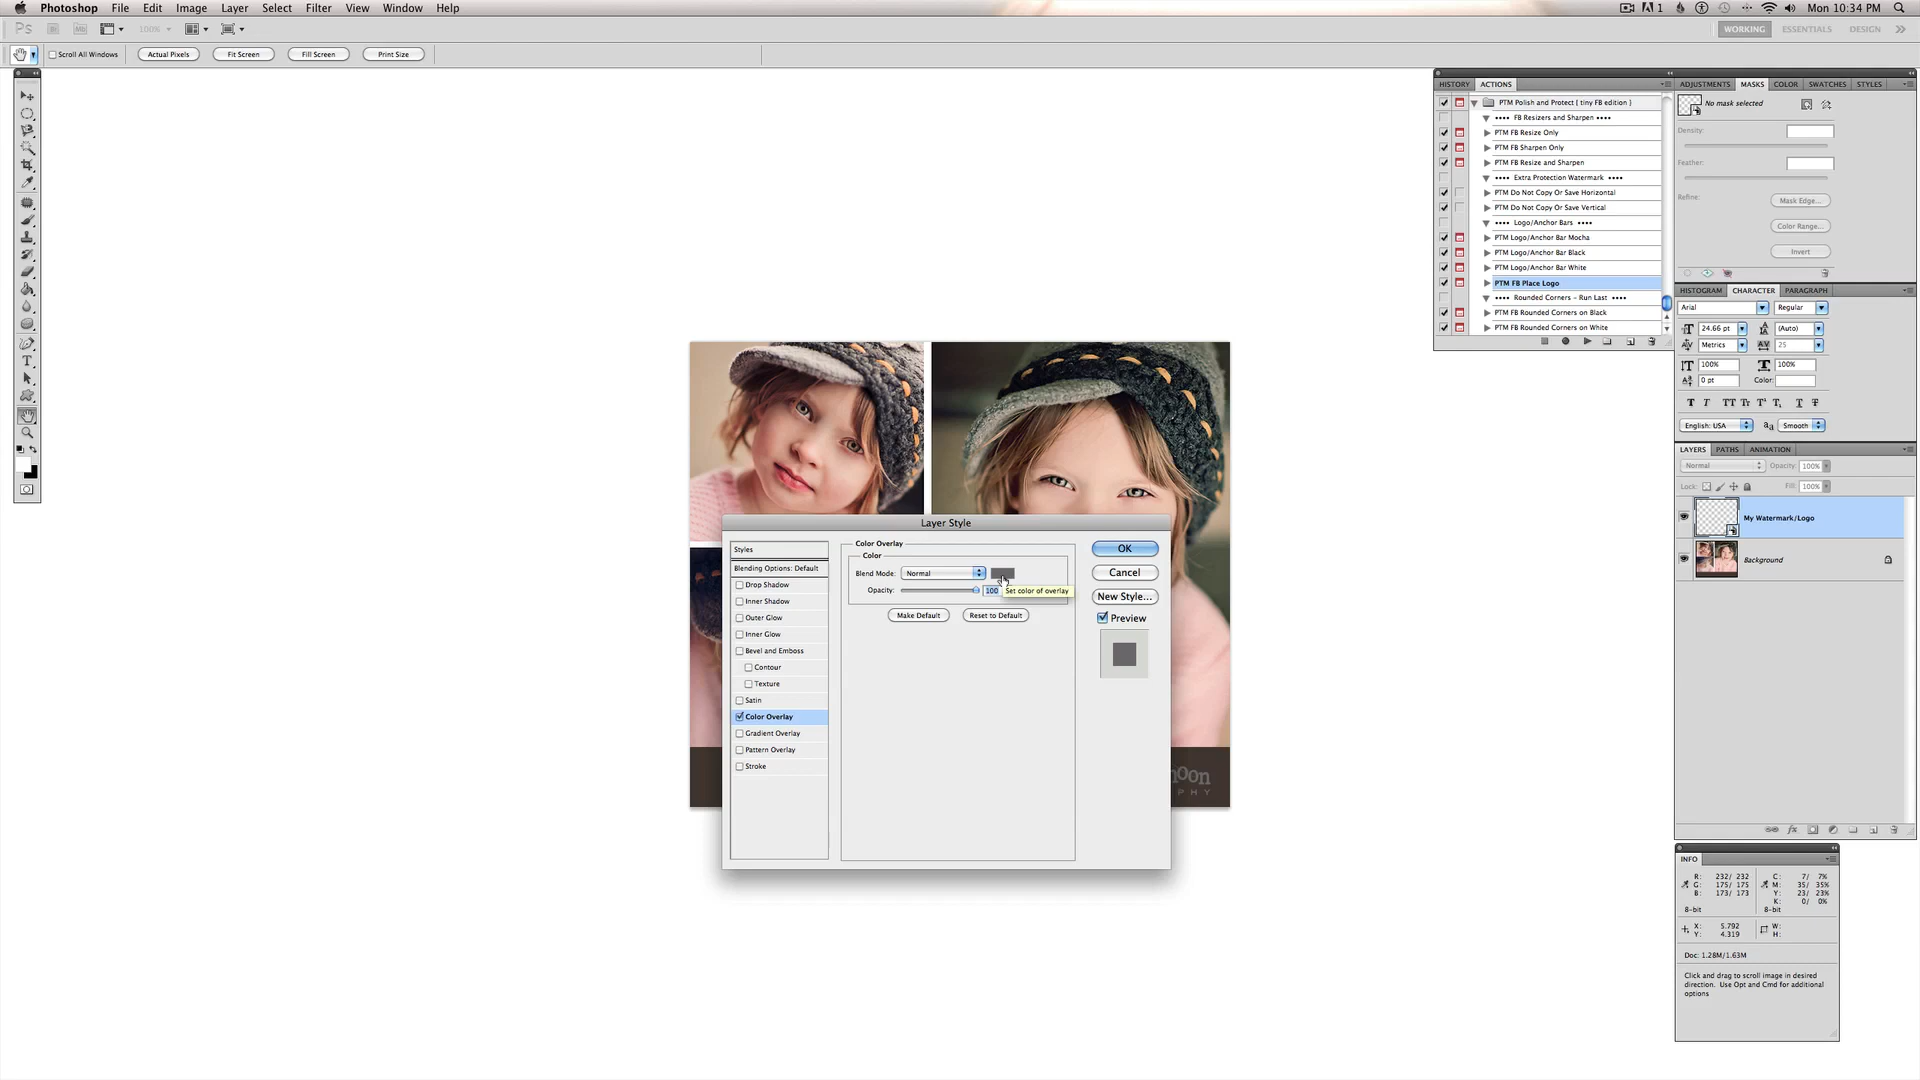 Photoshop File Edit Image Layer Select Filter View Window Help
1 Mon 10:34 PM
Ps Br Mb 100%
WORKING ESSENTIALS DESIGN
Scroll All Windows Actual Pixels Fit Screen Fill Screen Print Size
HISTORY ACTIONS
PTM Polish and Protect { tiny FB edition }
•••• FB Resizers and Sharpen ••••
PTM FB Resize Only
PTM FB Sharpen Only
PTM FB Resize and Sharpen
•••• Extra Protection Watermark ••••
PTM Do Not Copy Or Save Horizontal
PTM Do Not Copy Or Save Vertical
•••• Logo/Anchor Bars ••••
PTM Logo/Anchor Bar Mocha
PTM Logo/Anchor Bar Black
PTM Logo/Anchor Bar White
PTM FB Place Logo
•••• Rounded Corners - Run Last ••••
PTM FB Rounded Corners on Black
PTM FB Rounded Corners on White
ADJUSTMENTS MASKS COLOR SWATCHES STYLES
No mask selected
Density:
Feather:
Refine: Mask Edge...
Color Range...
Invert
HISTOGRAM CHARACTER PARAGRAPH
Arial Regular
24.66 pt (Auto)
Metrics 25
100% 100%
0 pt Color:
English: USA Smooth
LAYERS PATHS ANIMATION
Normal Opacity: 100%
Lock: Fill: 100%
My Watermark/Logo
Background
INFO
R: 232/ 232 C: 7/ 7%
G: 175/ 175 M: 35/ 35%
B: 173/ 173 Y: 23/ 23%
K: 0/ 0%
8-bit 8-bit
X: 5.792 W:
Y: 4.319 H:
Doc: 1.28M/1.63M
Click and drag to scroll image in desired
direction. Use Opt and Cmd for additional
options
Layer Style
Styles
Blending Options: Default
Drop Shadow
Inner Shadow
Outer Glow
Inner Glow
Bevel and Emboss
Contour
Texture
Satin
Color Overlay
Gradient Overlay
Pattern Overlay
Stroke
Color Overlay
Color
Blend Mode: Normal
Opacity: 100
Set color of overlay
Make Default Reset to Default
OK
Cancel
New Style...
Preview
noon
PHY